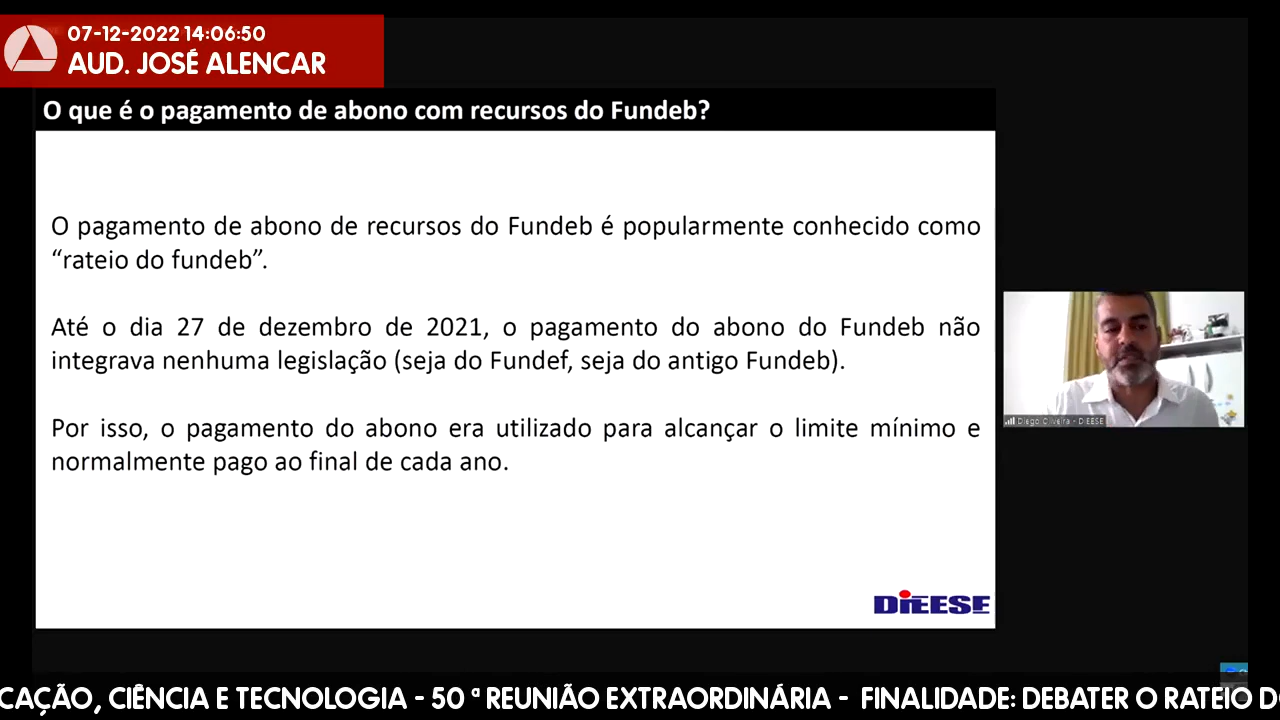 07-12-2022 14:06:50
AUD. JOSÉ ALENCAR
O que é o pagamento de abono com recursos do Fundeb?
O pagamento de abono de recursos do Fundeb é popularmente conhecido como
“rateio do fundeb”.
Até o dia 27 de dezembro de 2021, o pagamento do abono do Fundeb não
integrava nenhuma legislação (seja do Fundef, seja do antigo Fundeb).
Por isso, o pagamento do abono era utilizado para alcançar o limite mínimo e
normalmente pago ao final de cada ano.
Diego Oliveira - DIEESE
DIEESE
CAÇÃO, CIÊNCIA E TECNOLOGIA - 50 ª REUNIÃO EXTRAORDINÁRIA - FINALIDADE: DEBATER O RATEIO D